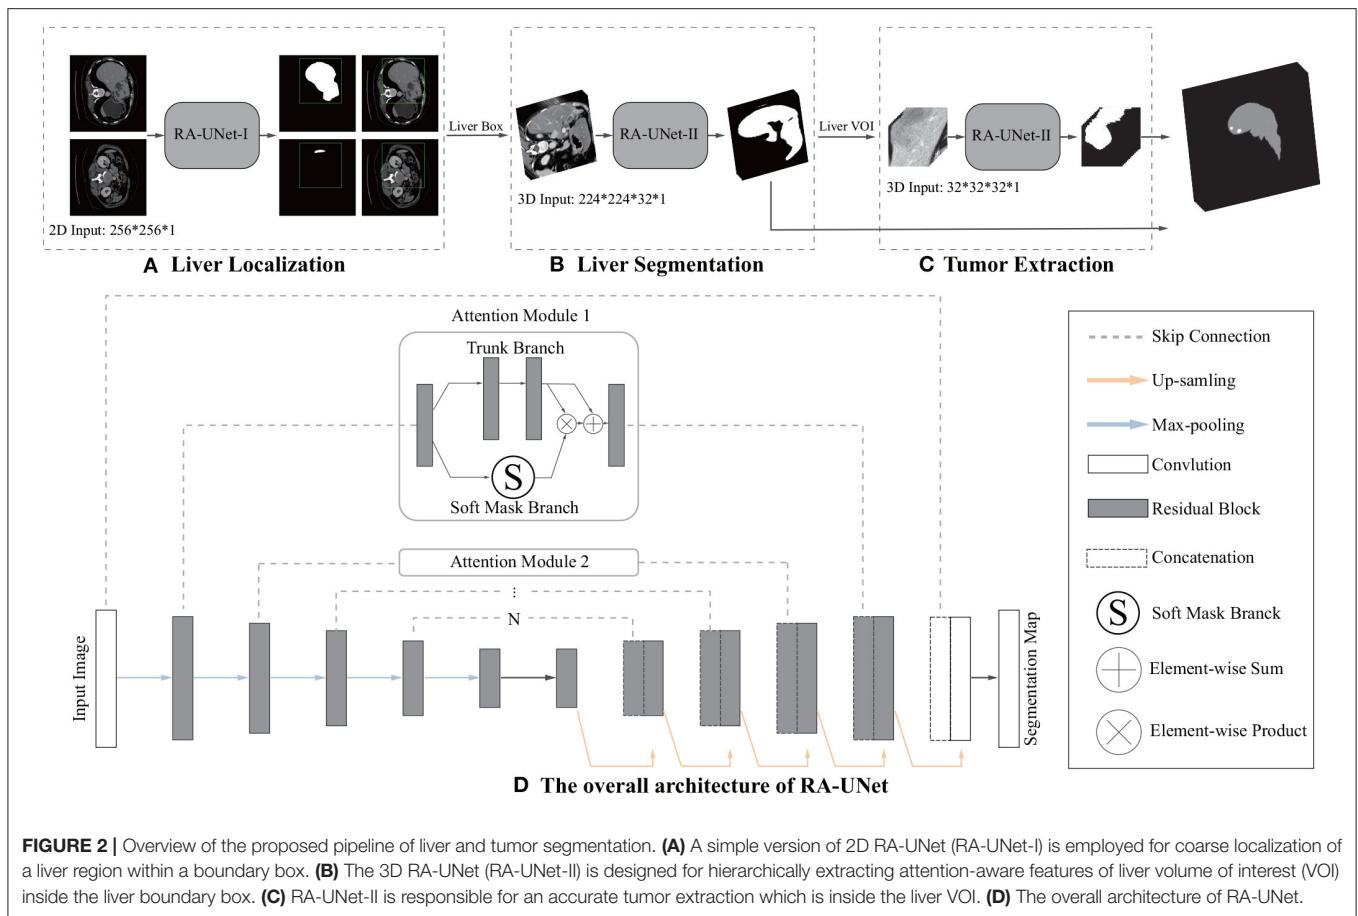 RA-UNet-I
Liver Box
RA-UNet-II
Liver VOI
RA-UNet-II
2D Input: 256*256*1
3D Input: 224*224*32*1
3D Input: 32*32*32*1
A Liver Localization
B Liver Segmentation
C Tumor Extraction
Attention Module 1
Trunk Branch
S
Soft Mask Branch
Attention Module 2
...
N
Input Image
Segmentation Map
D The overall architecture of RA-UNet
Skip Connection
Up-samling
Max-pooling
Convlution
Residual Block
Concatenation
S Soft Mask Branck
Element-wise Sum
Element-wise Product
FIGURE 2 | Overview of the proposed pipeline of liver and tumor segmentation. (A) A simple version of 2D RA-UNet (RA-UNet-I) is employed for coarse localization of
a liver region within a boundary box. (B) The 3D RA-UNet (RA-UNet-II) is designed for hierarchically extracting attention-aware features of liver volume of interest (VOI)
inside the liver boundary box. (C) RA-UNet-II is responsible for an accurate tumor extraction which is inside the liver VOI. (D) The overall architecture of RA-UNet.